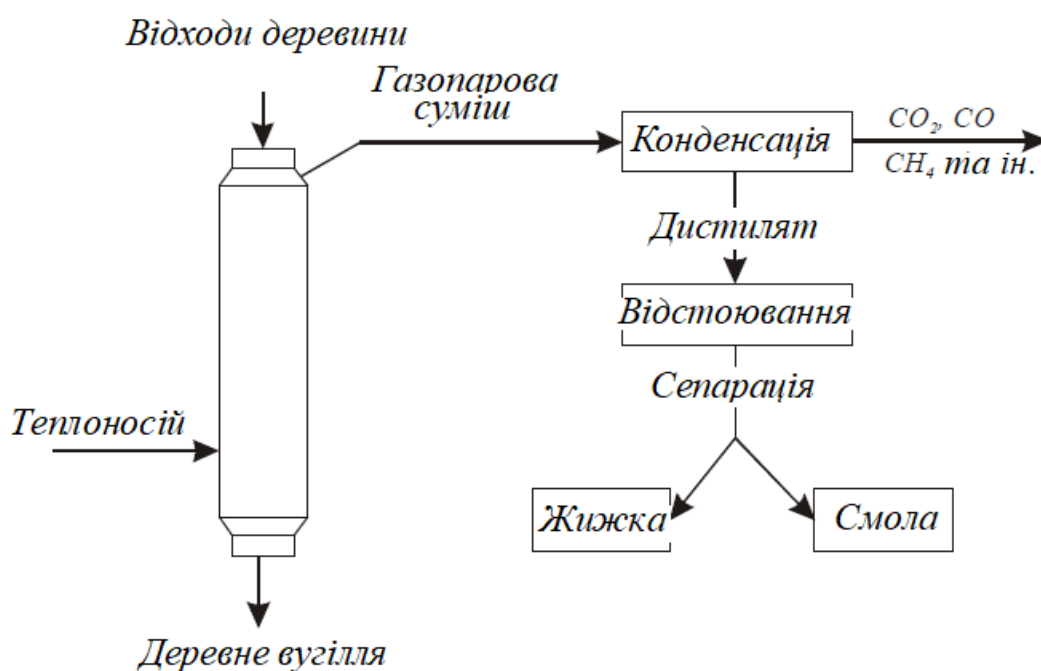 Відходи деревини
Газопарова
суміш
Конденсація
CO₂, CO
CH₄ та ін.
Дистилят
Відстоювання
Сепарація
Теплоносій
Жижка
Смола
Деревне вугілля